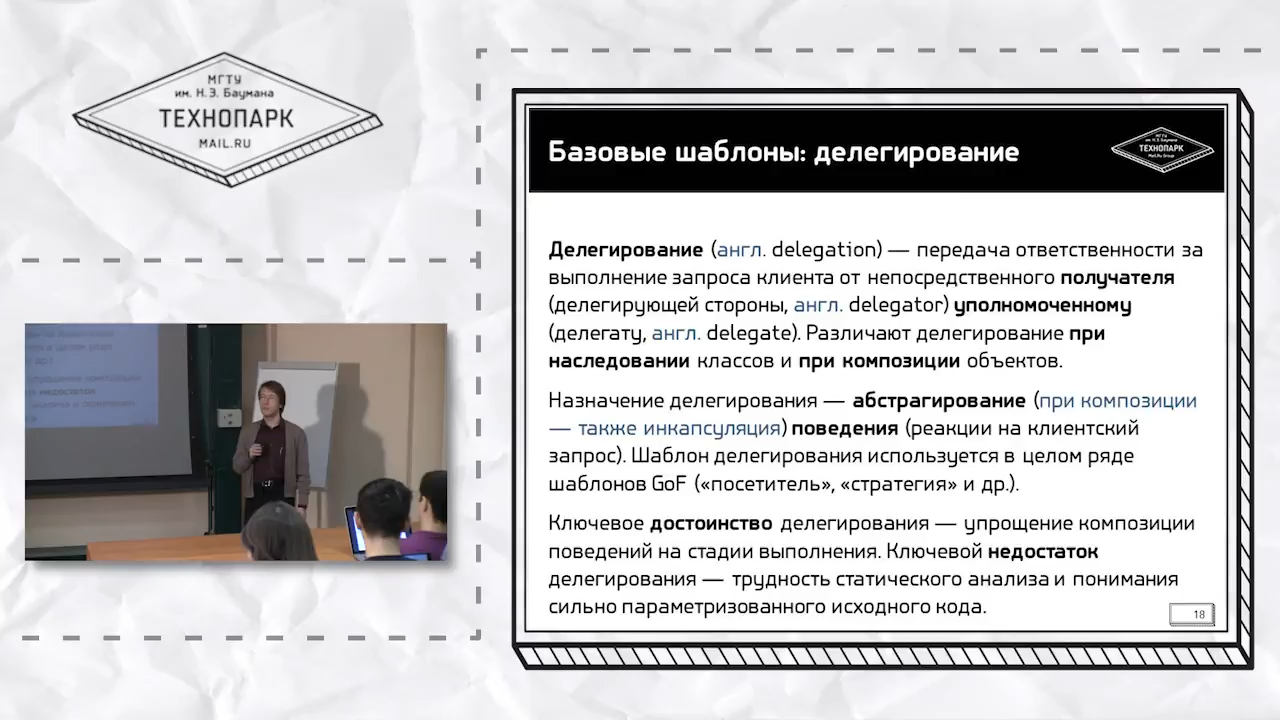 МГТУ
им. Н.Э. Баумана
ТЕХНОПАРК
MAIL.RU
Базовые шаблоны: делегирование
МГТУ
им. Н.Э. Баумана
ТЕХНОПАРК
Mail.Ru Group
Делегирование (англ. delegation) — передача ответственности за
выполнение запроса клиента от непосредственного получателя
(делегирующей стороны, англ. delegator) уполномоченному
(делегату, англ. delegate). Различают делегирование при
наследовании классов и при композиции объектов.
Назначение делегирования — абстрагирование (при композиции
— также инкапсуляция) поведения (реакции на клиентский
запрос). Шаблон делегирования используется в целом ряде
шаблонов GoF («посетитель», «стратегия» и др.).
Ключевое достоинство делегирования — упрощение композиции
поведений на стадии выполнения. Ключевой недостаток
делегирования — трудность статического анализа и понимания
сильно параметризованного исходного кода.
18